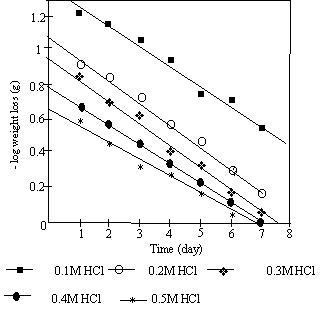 1.2
1
0.8
0.6
0.4
0.2
0
- log weight loss (g)
0 1 2 3 4 5 6 7 8
Time (day)
0.1M HCl 0.2M HCl 0.3M HCl
0.4M HCl 0.5M HCl